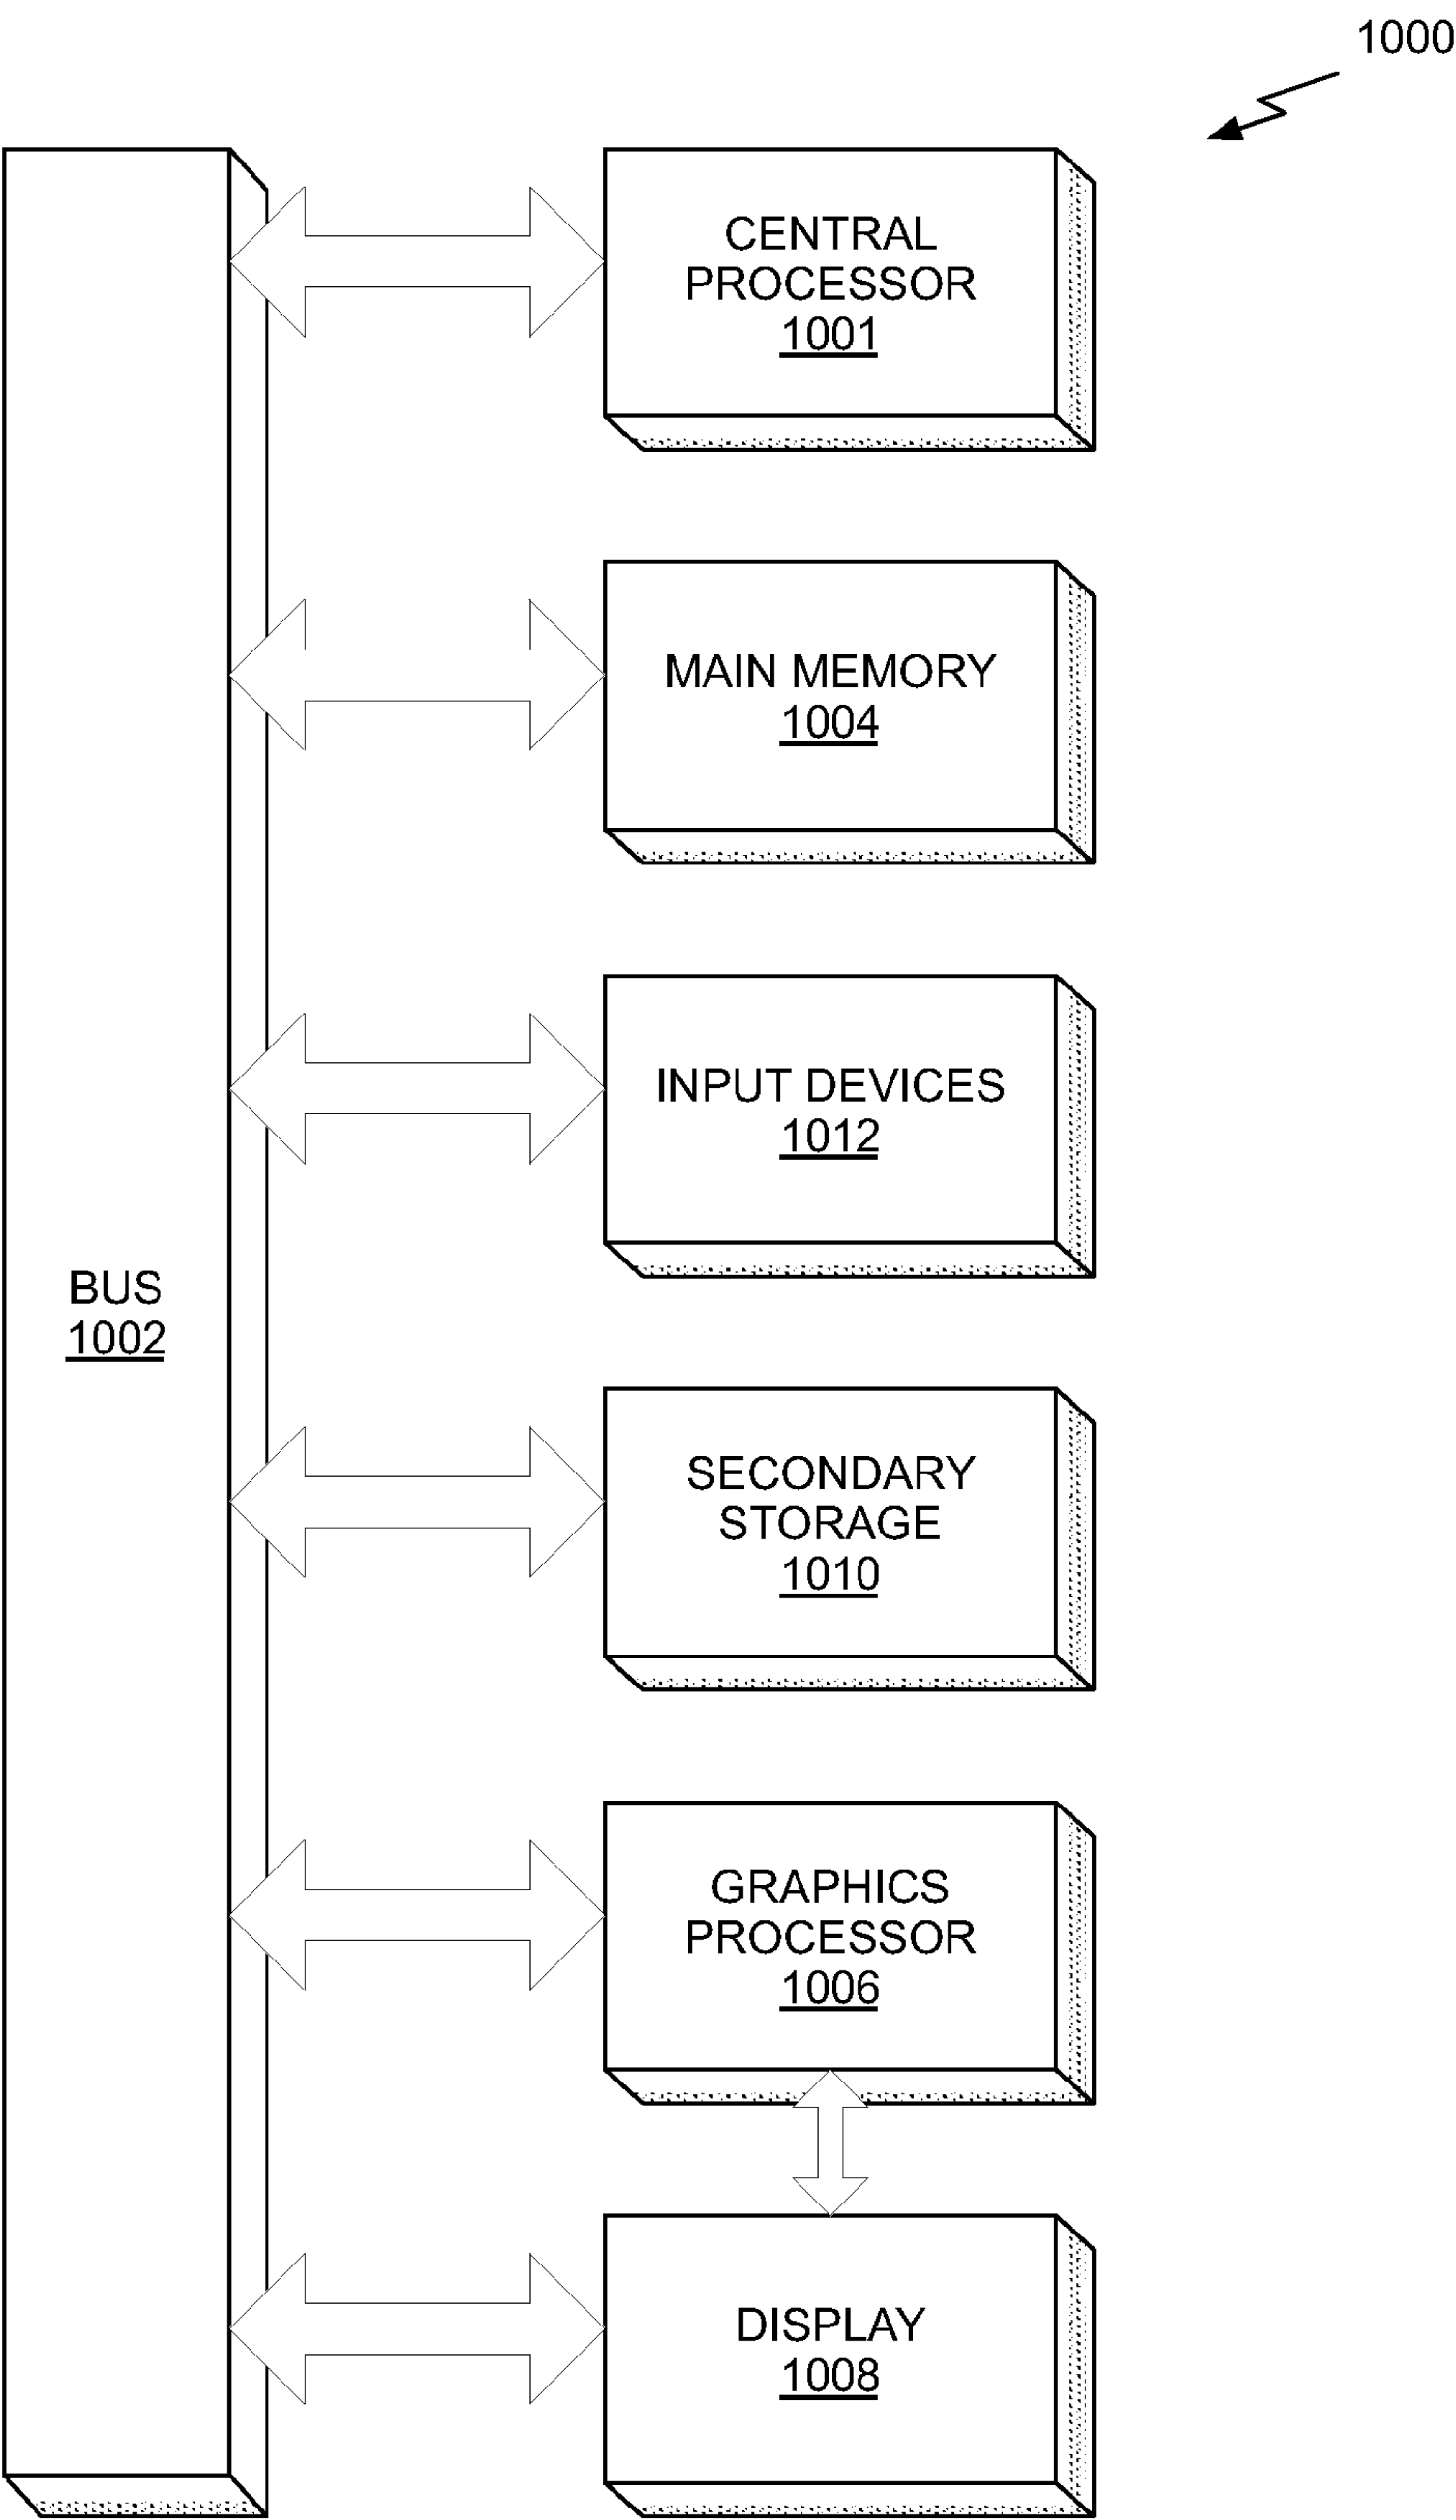 1000
CENTRAL
PROCESSOR
1001
MAIN MEMORY
1004
INPUT DEVICES
1012
BUS
1002
SECONDARY
STORAGE
1010
GRAPHICS
PROCESSOR
1006
DISPLAY
1008